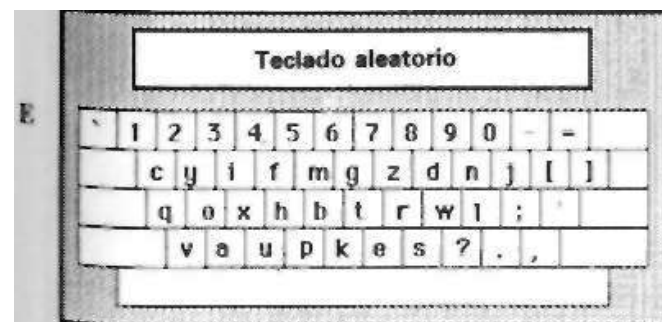 Teclado aleatorio
E
` 1 2 3 4 5 6 7 8 9 0 - =
c y i f m g z d n j [ ]
q o x h b t r w l ; '
v a u p k e s ? . ,